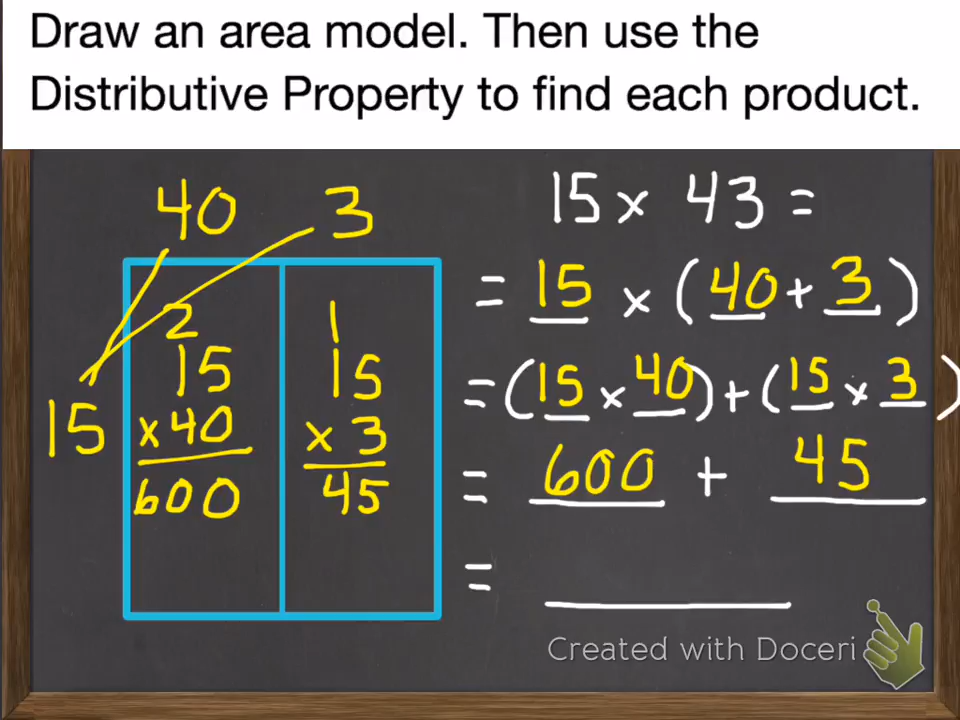 Draw an area model. Then use the
Distributive Property to find each product.
40 3
15
2
15
×40
600
1
15
× 3
45
15 × 43 =
= 15 × (40 + 3)
= (15 × 40) + (15 × 3)
= 600 + 45
=
Created with Doceri